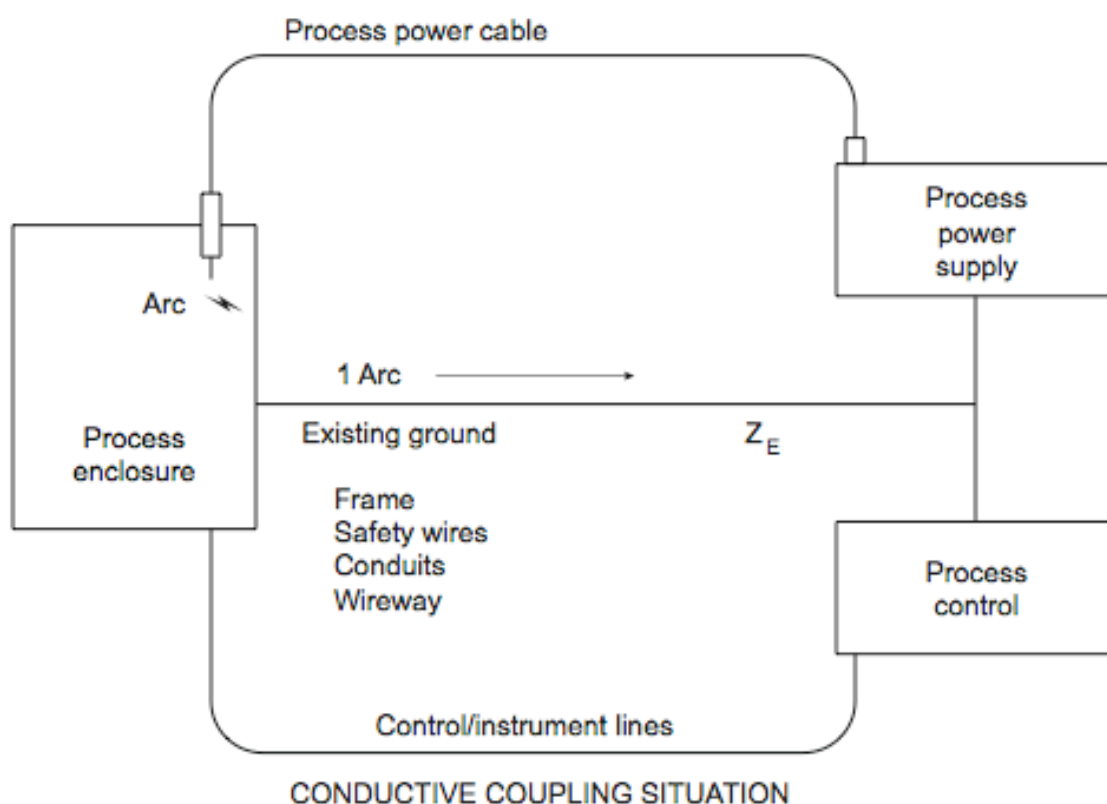 Process power cable
Process
power
supply
Arc
1 Arc
Existing ground
Z E
Process
enclosure
Frame
Safety wires
Conduits
Wireway
Process
control
Control/instrument lines
CONDUCTIVE COUPLING SITUATION